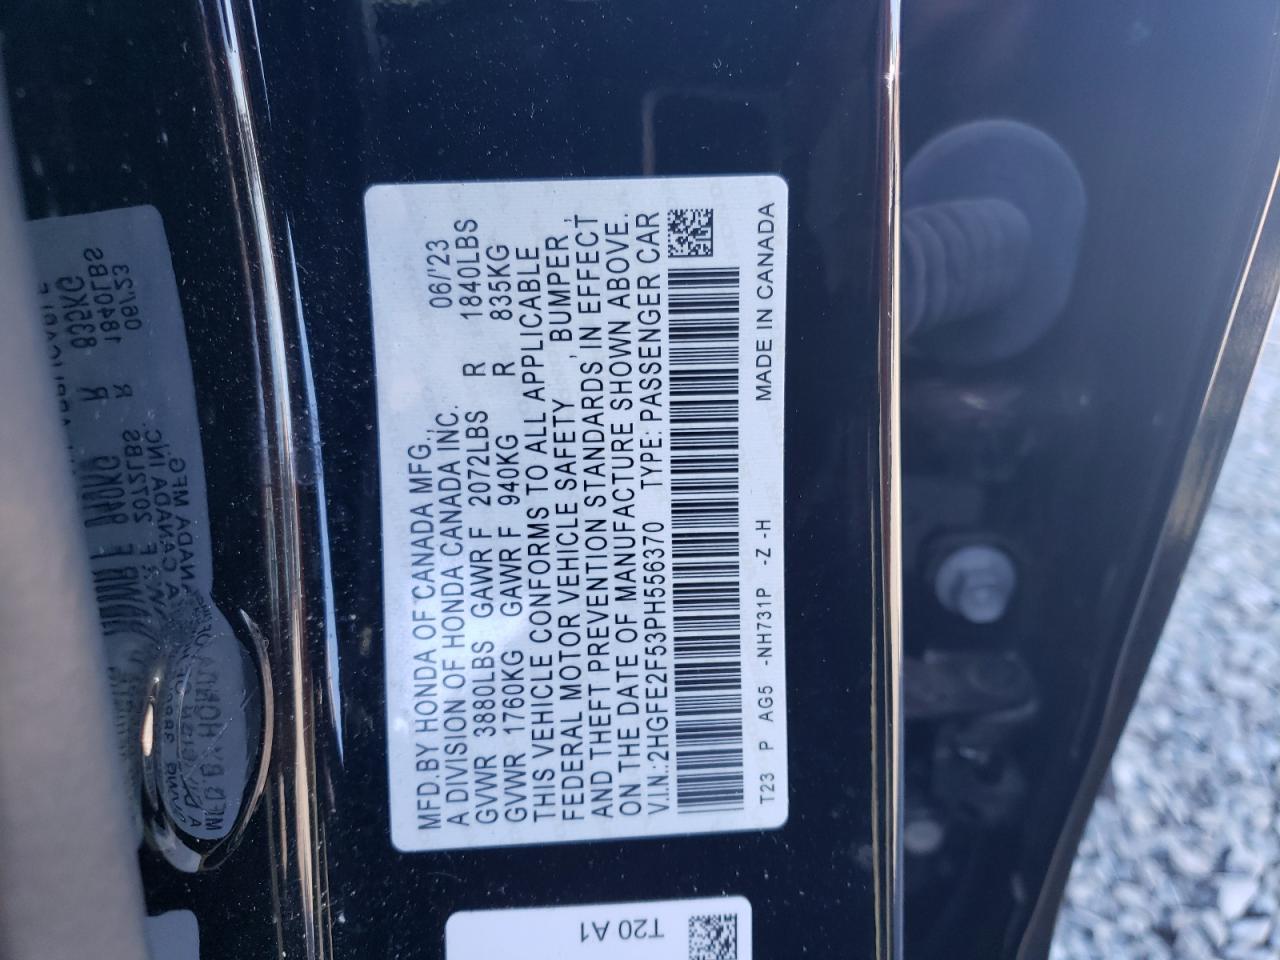 MFD.BY HONDA OF CANADA MFG., 06/'23
A DIVISION OF HONDA CANADA INC.
GVWR 3880LBS GAWR F 2072LBS R 1840LBS
GVWR 1760KG GAWR F 940KG R 835KG
THIS VEHICLE CONFORMS TO ALL APPLICABLE
FEDERAL MOTOR VEHICLE SAFETY, BUMPER,
AND THEFT PREVENTION STANDARDS, IN EFFECT
ON THE DATE OF MANUFACTURE SHOWN ABOVE.
V.I.N.:2HGFE2F53PH556370 TYPE: PASSENGER CAR
T23 P AG5 -NH731P -Z -H MADE IN CANADA
T20 A1